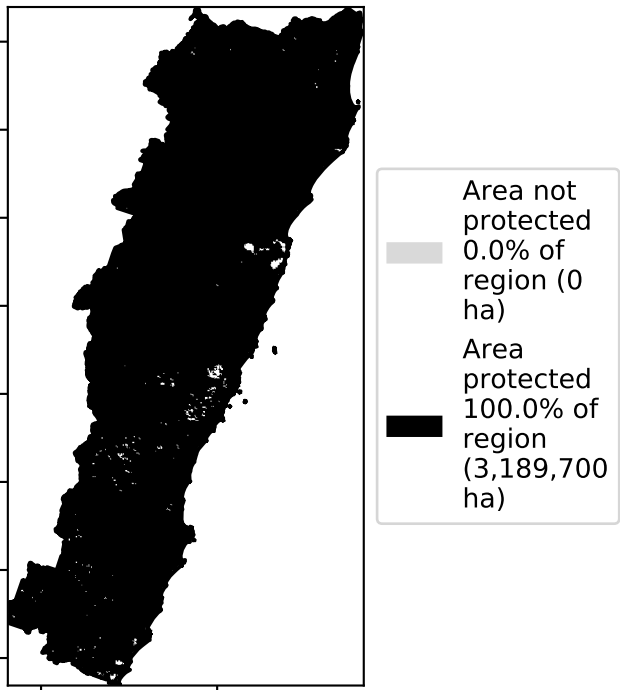 Area not
protected
0.0% of
region (0
ha)
Area
protected
100.0% of
region
(3,189,700
ha)